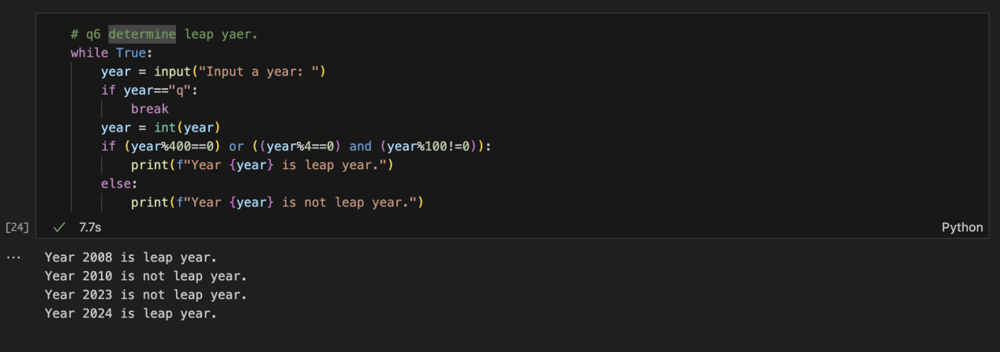 # q6 determine leap yaer.
while True:
    year = input("Input a year: ")
    if year=="q":
        break
    year = int(year)
    if (year%400==0) or ((year%4==0) and (year%100!=0)):
        print(f"Year {year} is leap year.")
    else:
        print(f"Year {year} is not leap year.")
[24] ✓ 7.7s Python
... Year 2008 is leap year.
Year 2010 is not leap year.
Year 2023 is not leap year.
Year 2024 is leap year.